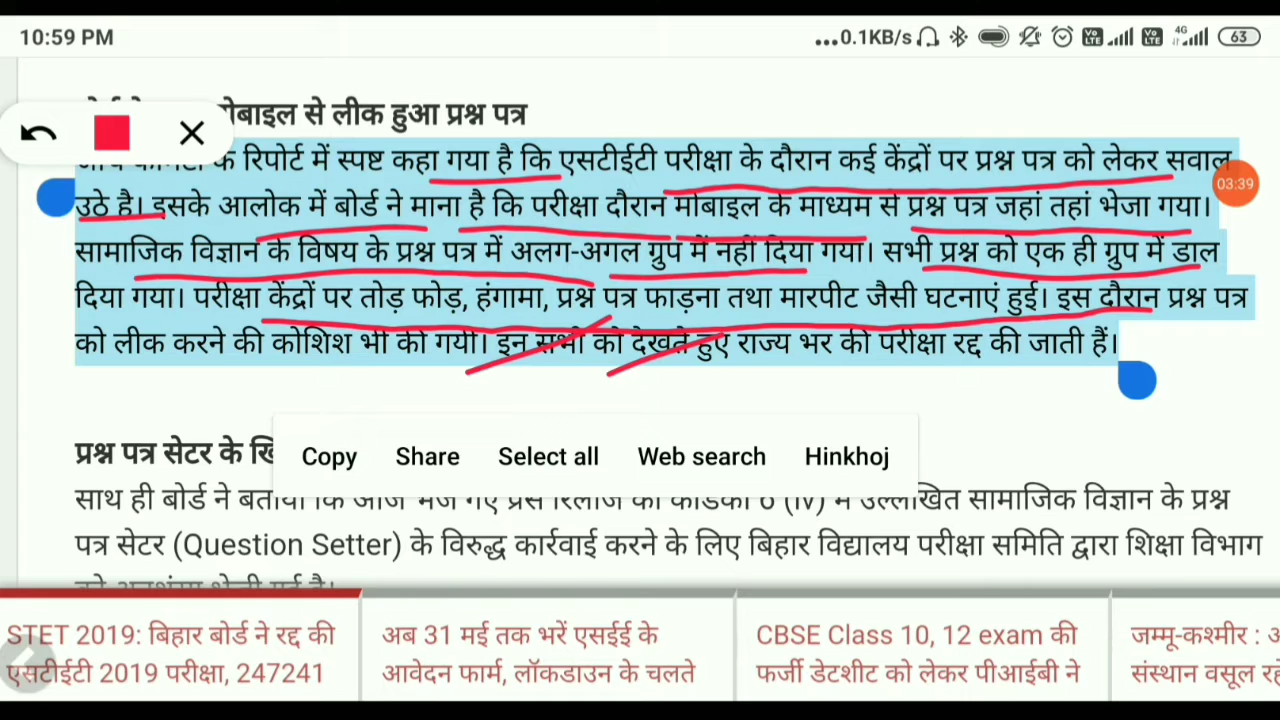 10:59 PM
...0.1KB/s
4G
63
से लीक हुआ प्रश्न पत्र
के रिपोर्ट में स्पष्ट कहा गया है कि एसटीईटी परीक्षा के दौरान कई केंद्रों पर प्रश्न पत्र को लेकर सवाल
03:39
उठे है। इसके आलोक में बोर्ड ने माना है कि परीक्षा दौरान मोबाइल के माध्यम से प्रश्न पत्र जहां तहां भेजा गया।
सामाजिक विज्ञान के विषय के प्रश्न पत्र में अलग-अगल ग्रुप में नहीं दिया गया। सभी प्रश्न को एक ही ग्रुप में डाल
दिया गया। परीक्षा केंद्रों पर तोड़ फोड़, हंगामा, प्रश्न पत्र फाड़ना तथा मारपीट जैसी घटनाएं हुई। इस दौरान प्रश्न पत्र
को लीक करने की कोशिश भी की गयी। इन सभी को देखते हुए राज्य भर की परीक्षा रद्द की जाती हैं।
प्रश्न पत्र सेटर के
Copy Share Select all Web search Hinkhoj
साथ ही बोर्ड ने बताया कि सामाजिक विज्ञान के प्रश्न
पत्र सेटर (Question Setter) के विरुद्ध कार्रवाई करने के लिए बिहार विद्यालय परीक्षा समिति द्वारा शिक्षा विभाग
STET 2019: बिहार बोर्ड ने रद्द की
एसटीईटी 2019 परीक्षा, 247241
अब 31 मई तक भरें एसईई के
आवेदन फार्म, लॉकडाउन के चलते
CBSE Class 10, 12 exam की
फर्जी डेटशीट को लेकर पीआईबी ने
जम्मू-कश्मीर :
संस्थान वसूल